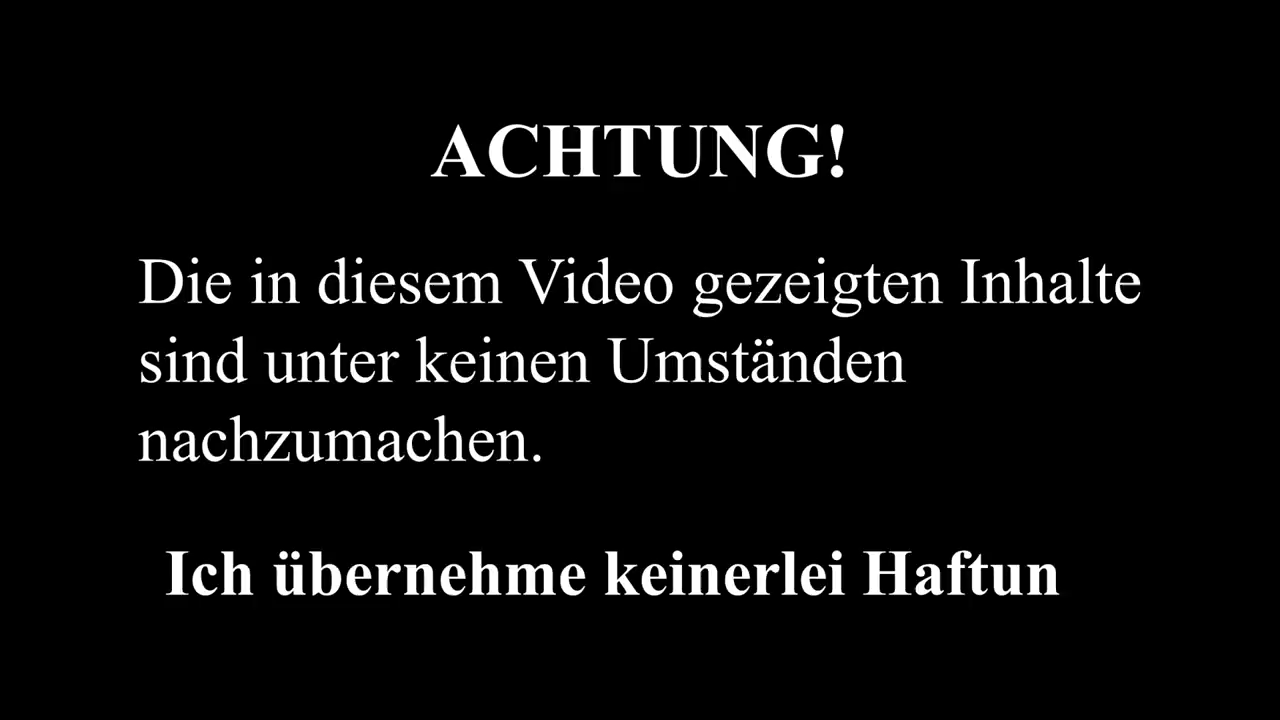 ACHTUNG!
Die in diesem Video gezeigten Inhalte
sind unter keinen Umständen
nachzumachen.
Ich übernehme keinerlei Haftun